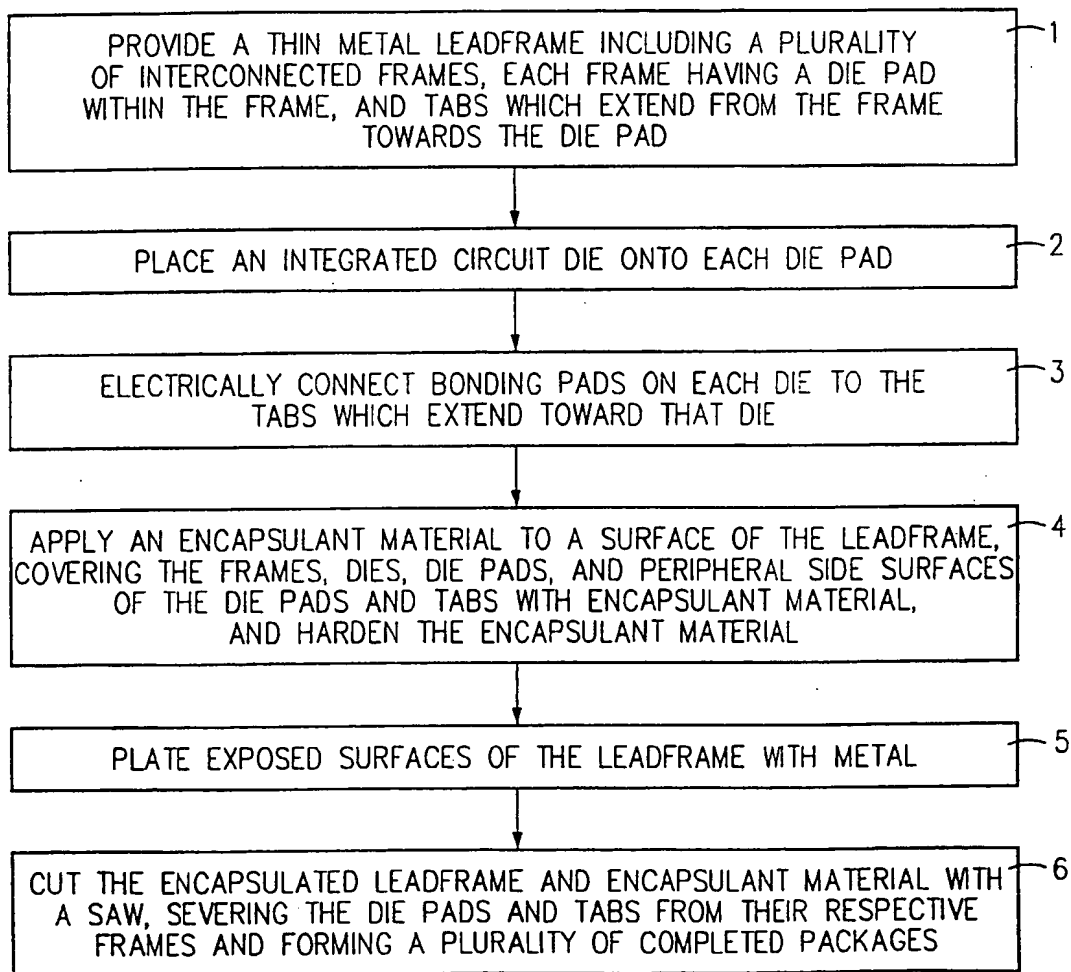 PROVIDE A THIN METAL LEADFRAME INCLUDING A PLURALITY
OF INTERCONNECTED FRAMES, EACH FRAME HAVING A DIE PAD
WITHIN THE FRAME, AND TABS WHICH EXTEND FROM THE FRAME
TOWARDS THE DIE PAD
1
PLACE AN INTEGRATED CIRCUIT DIE ONTO EACH DIE PAD
2
ELECTRICALLY CONNECT BONDING PADS ON EACH DIE TO THE
TABS WHICH EXTEND TOWARD THAT DIE
3
APPLY AN ENCAPSULANT MATERIAL TO A SURFACE OF THE LEADFRAME,
COVERING THE FRAMES, DIES, DIE PADS, AND PERIPHERAL SIDE SURFACES
OF THE DIE PADS AND TABS WITH ENCAPSULANT MATERIAL,
AND HARDEN THE ENCAPSULANT MATERIAL
4
PLATE EXPOSED SURFACES OF THE LEADFRAME WITH METAL
5
CUT THE ENCAPSULATED LEADFRAME AND ENCAPSULANT MATERIAL WITH
A SAW, SEVERING THE DIE PADS AND TABS FROM THEIR RESPECTIVE
FRAMES AND FORMING A PLURALITY OF COMPLETED PACKAGES
6